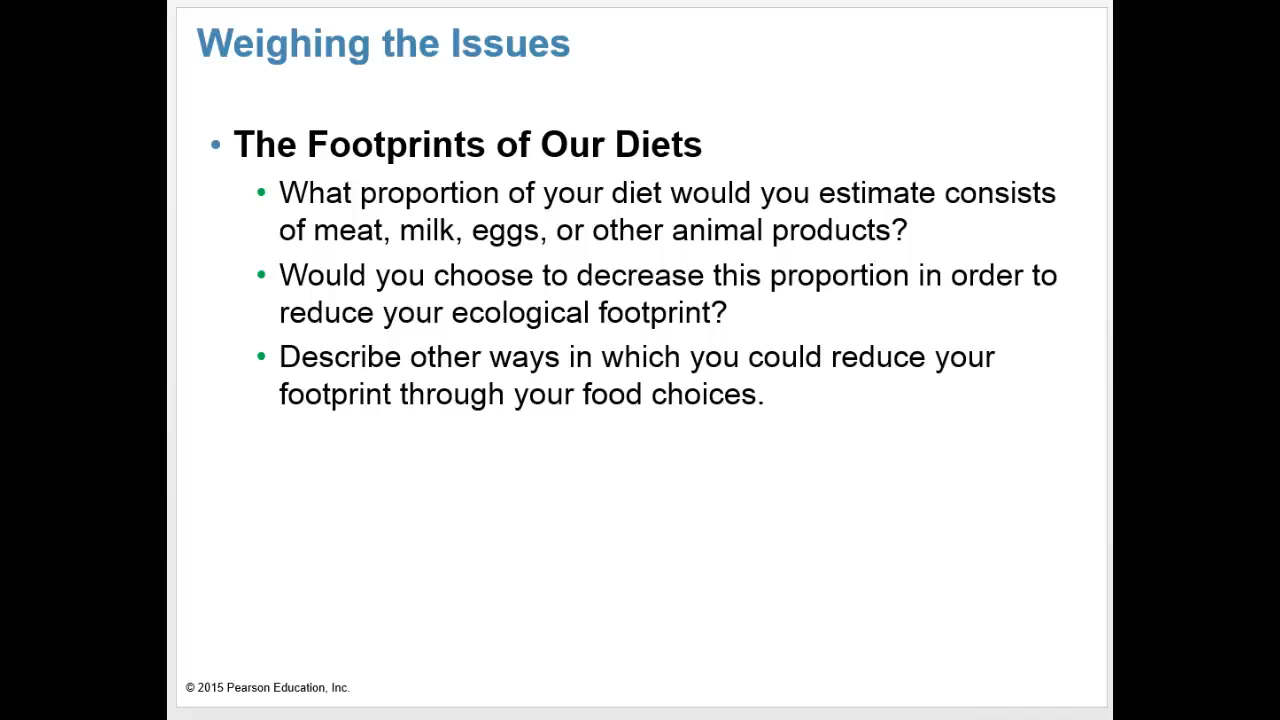 Weighing the Issues
• The Footprints of Our Diets
• What proportion of your diet would you estimate consists
of meat, milk, eggs, or other animal products?
• Would you choose to decrease this proportion in order to
reduce your ecological footprint?
• Describe other ways in which you could reduce your
footprint through your food choices.
© 2015 Pearson Education, Inc.